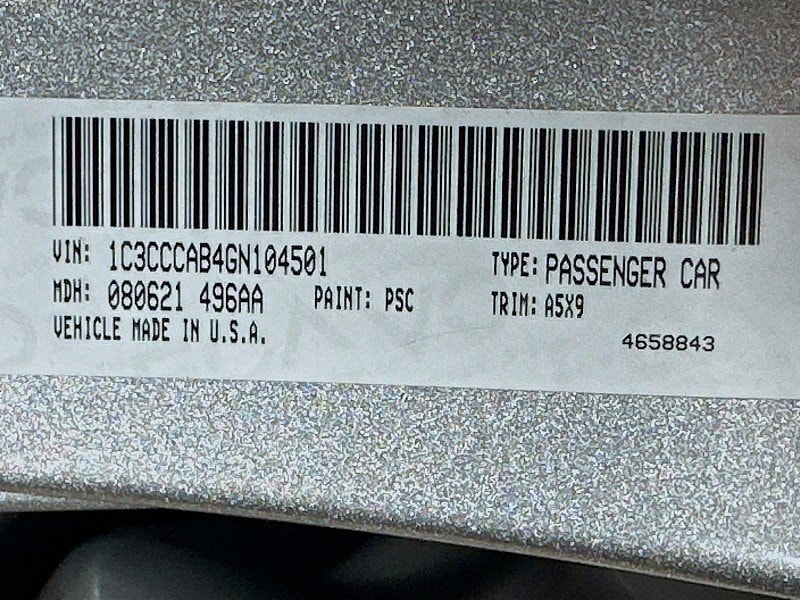 VIN: 1C3CCCAB4GN104501 TYPE: PASSENGER CAR
MDH: 080621 496AA PAINT: PSC TRIM: A5X9
VEHICLE MADE IN U.S.A.
4658843